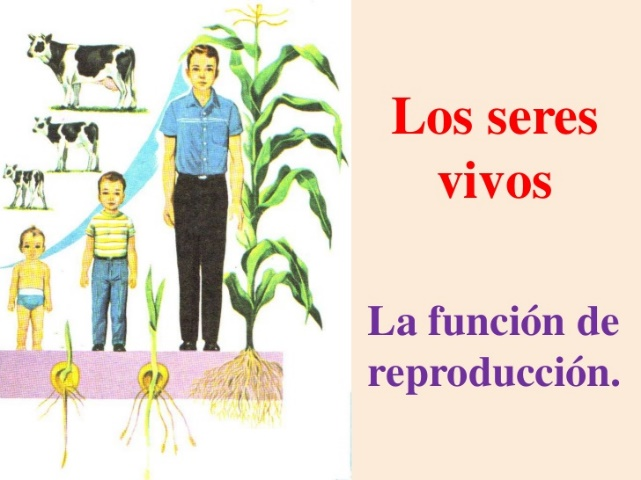 Los seres
vivos
La función de
reproducción.